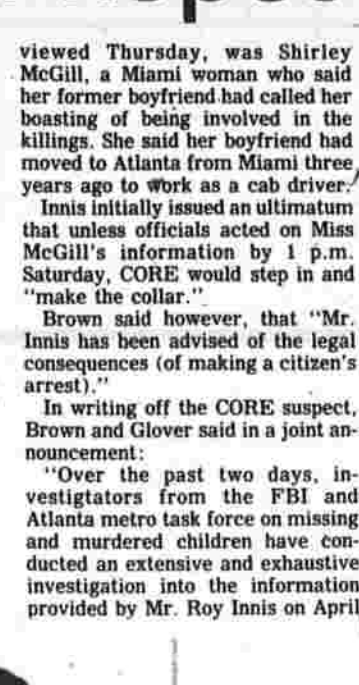 viewed Thursday, was Shirley
McGill, a Miami woman who said
her former boyfriend had called her
boasting of being involved in the
killings. She said her boyfriend had
moved to Atlanta from Miami three
years ago to work as a cab driver.
Innis initially issued an ultimatum
that unless officials acted on Miss
McGill's information by 1 p.m.
Saturday, CORE would step in and
"make the collar."
Brown said however, that "Mr.
Innis has been advised of the legal
consequences (of making a citizen's
arrest)."
In writing off the CORE suspect,
Brown and Glover said in a joint an-
nouncement:
"Over the past two days, in-
vestigtators from the FBI and
Atlanta metro task force on missing
and murdered children have con-
ducted an extensive and exhaustive
investigation into the information
provided by Mr. Roy Innis on April